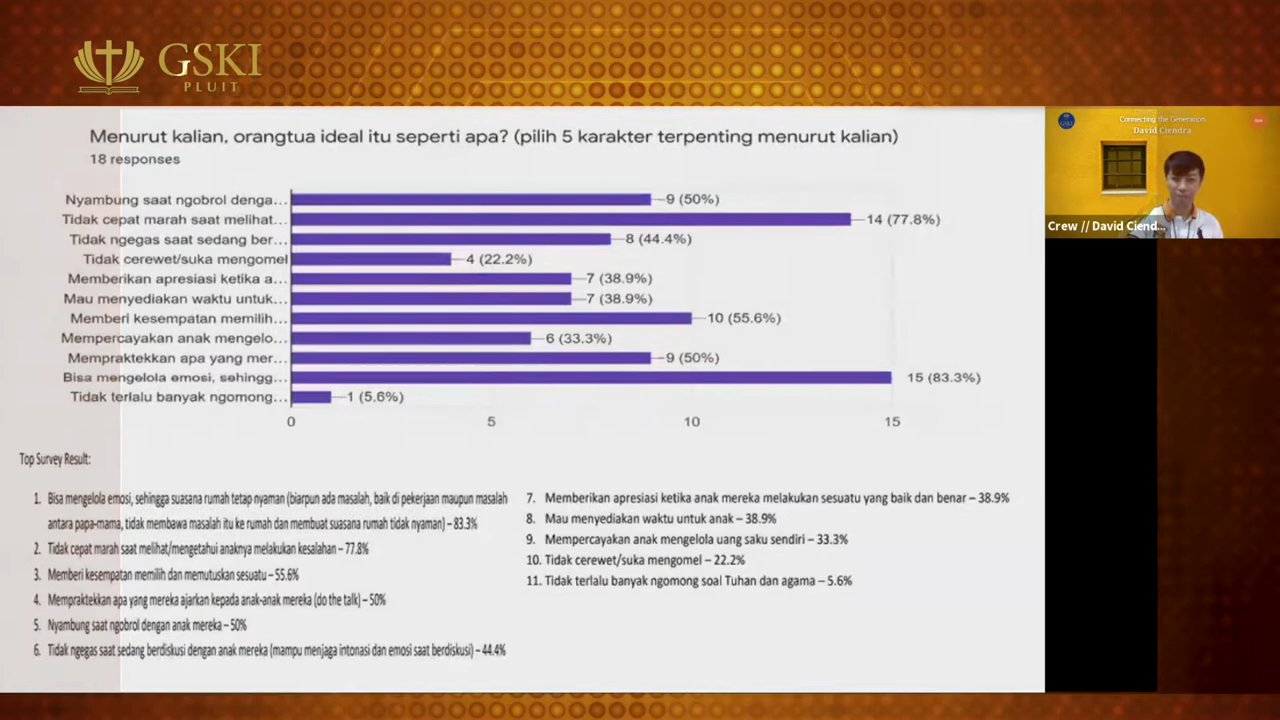 GSKI
PLUIT
Menurut kalian, orangtua ideal itu seperti apa? (pilih 5 karakter terpenting menurut kalian)
18 responses
Nyambung saat ngobrol denga... 9 (50%)
Tidak cepat marah saat melihat... 14 (77.8%)
Tidak ngegas saat sedang ber... 8 (44.4%)
Tidak cerewet/suka mengomel 4 (22.2%)
Memberikan apresiasi ketika a... 7 (38.9%)
Mau menyediakan waktu untuk... 7 (38.9%)
Memberi kesempatan memilih... 10 (55.6%)
Mempercayakan anak mengelo... 6 (33.3%)
Mempraktekkan apa yang mer... 9 (50%)
Bisa mengelola emosi, sehingg... 15 (83.3%)
Tidak terlalu banyak ngomong... 1 (5.6%)
0 5 10 15
Top Survey Result:
1. Bisa mengelola emosi, sehingga suasana rumah tetap nyaman (biarpun ada masalah, baik di pekerjaan maupun masalah
antara papa-mama, tidak membawa masalah itu ke rumah dan membuat suasana rumah tidak nyaman) – 83.3%
2. Tidak cepat marah saat melihat/mengetahui anaknya melakukan kesalahan – 77.8%
3. Memberi kesempatan memilih dan memutuskan sesuatu – 55.6%
4. Mempraktekkan apa yang mereka ajarkan kepada anak-anak mereka (do the talk) – 50%
5. Nyambung saat ngobrol dengan anak mereka – 50%
6. Tidak ngegas saat sedang berdiskusi dengan anak mereka (mampu menjaga intonasi dan emosi saat berdiskusi) – 44.4%
7. Memberikan apresiasi ketika anak mereka melakukan sesuatu yang baik dan benar – 38.9%
8. Mau menyediakan waktu untuk anak – 38.9%
9. Mempercayakan anak mengelola uang saku sendiri – 33.3%
10. Tidak cerewet/suka mengomel – 22.2%
11. Tidak terlalu banyak ngomong soal Tuhan dan agama – 5.6%
Connecting the Generation
David Ciendra
Crew // David Ciend...